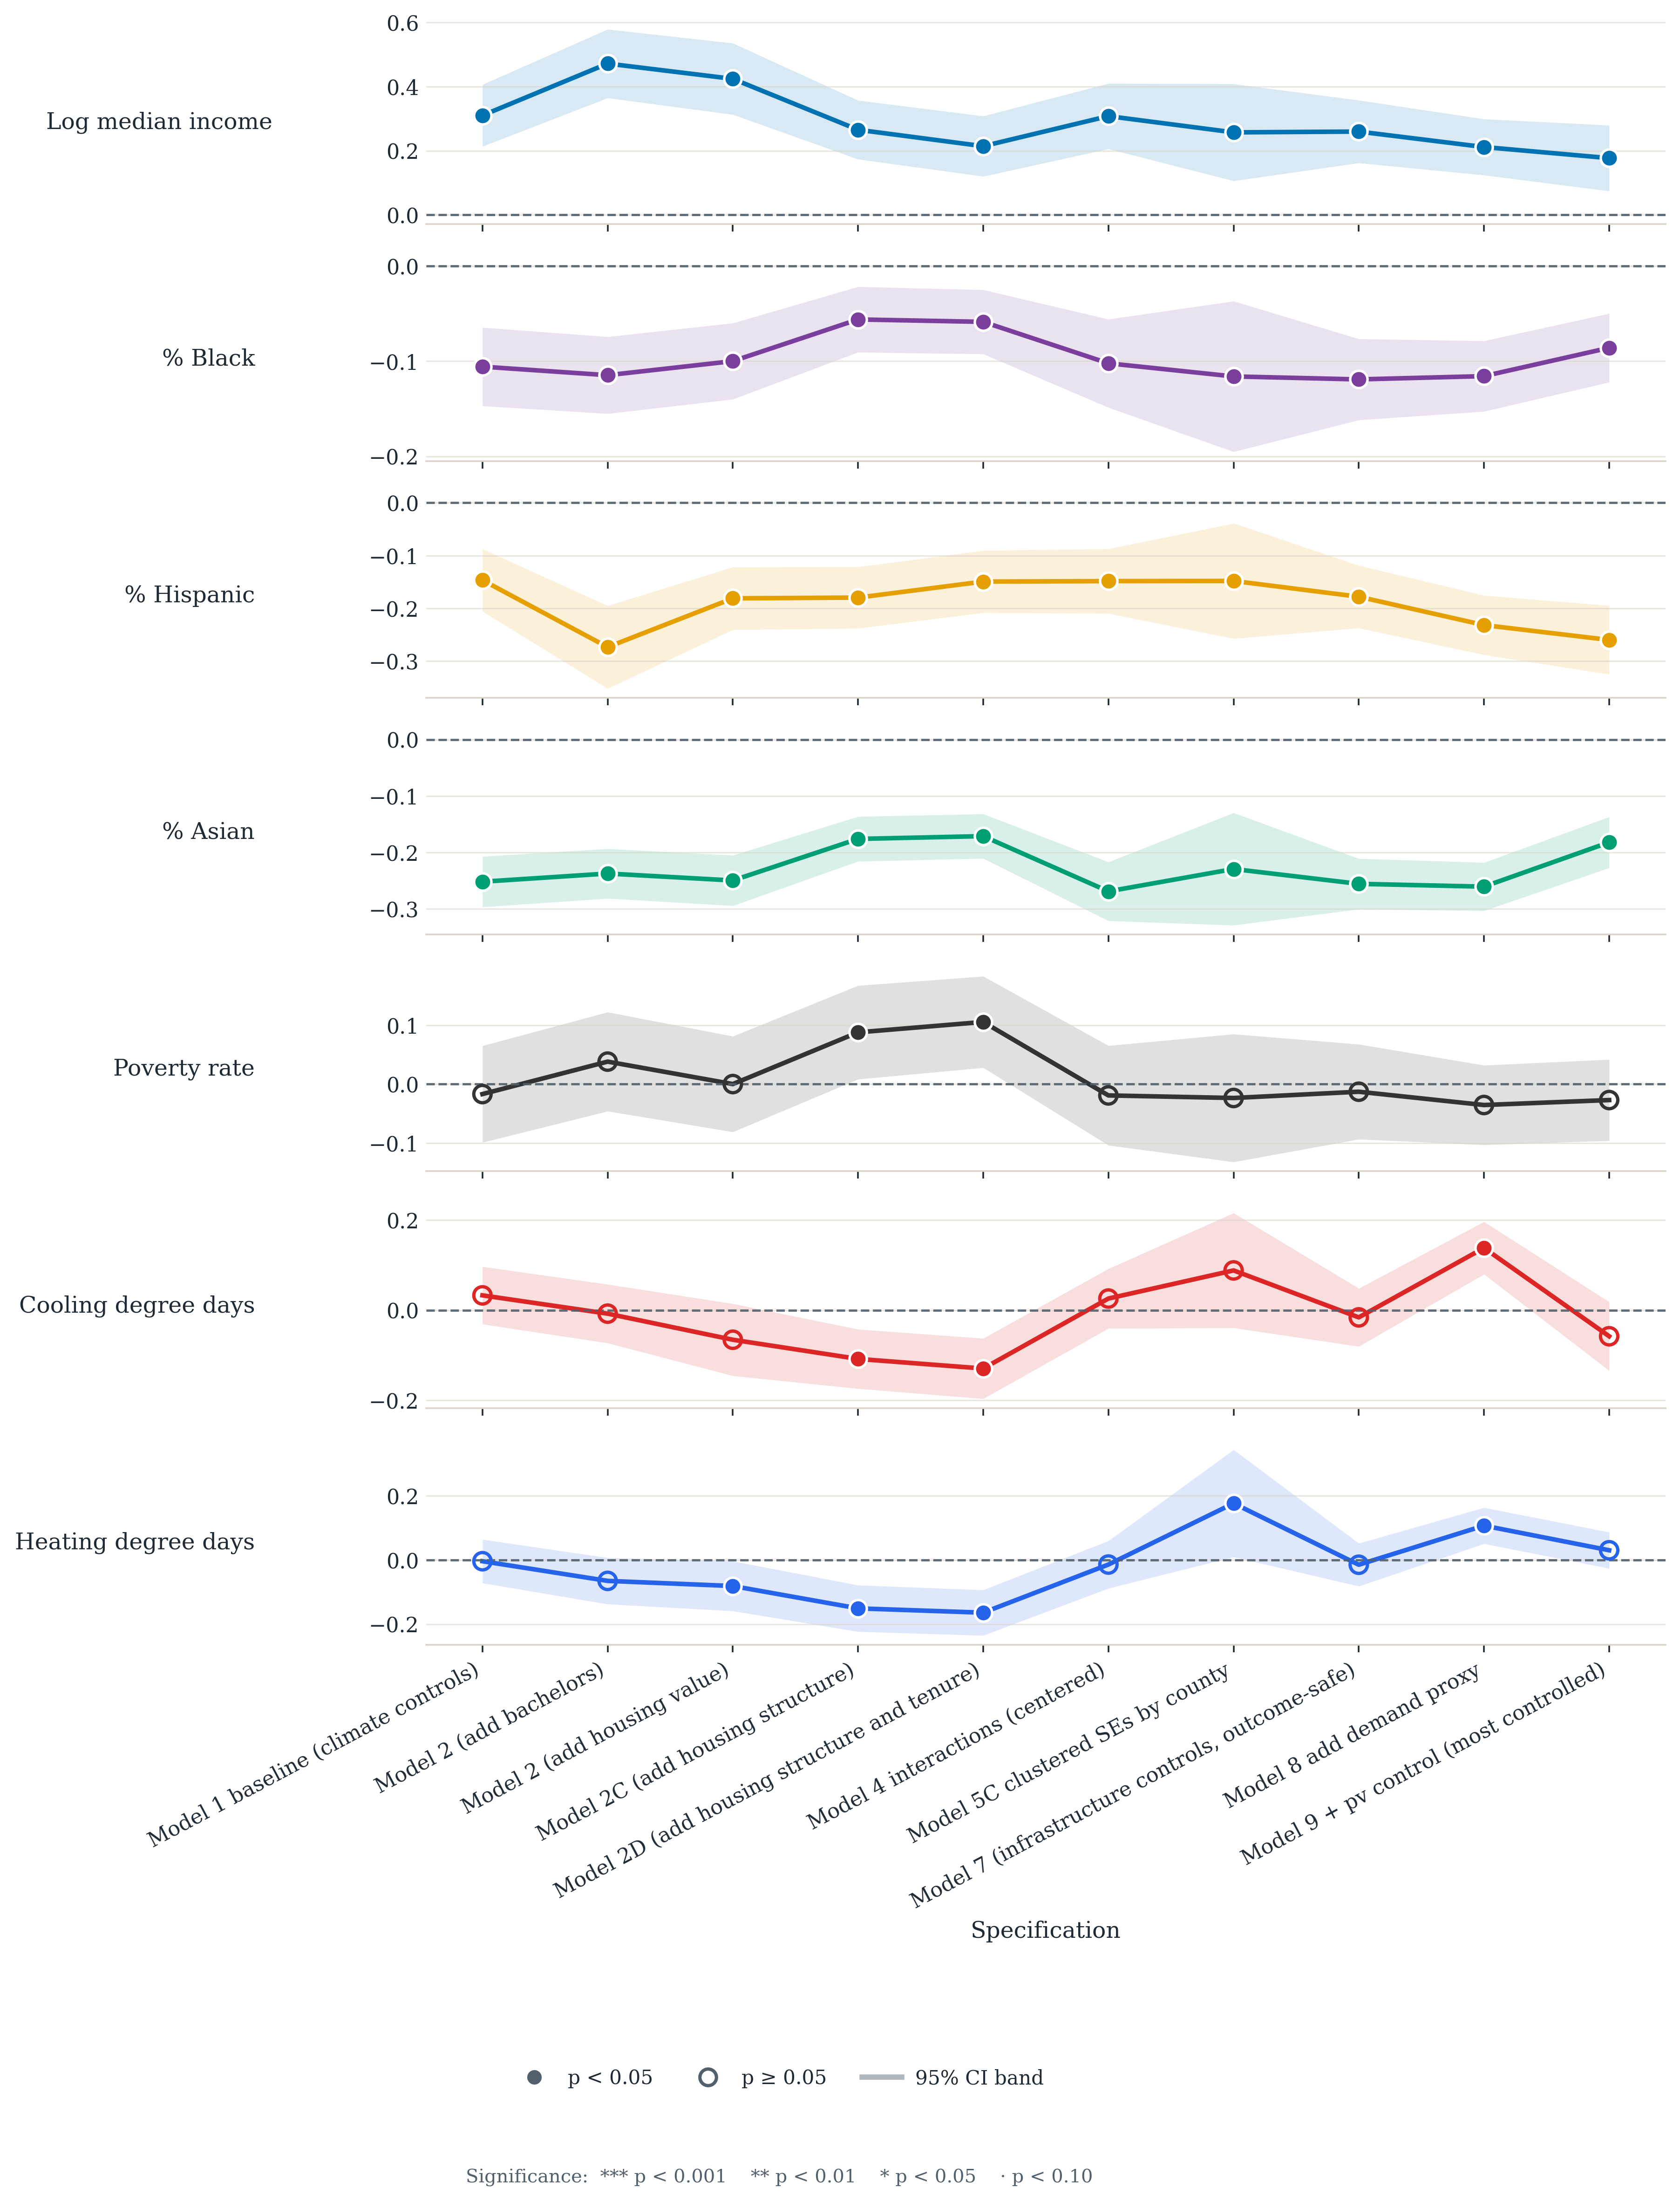 0.6
0.4
Log median income
0.2
0.0
0.0
% Black
−0.1
−0.2
0.0
−0.1
% Hispanic
−0.2
−0.3
0.0
−0.1
% Asian
−0.2
−0.3
0.1
Poverty rate
0.0
−0.1
0.2
Cooling degree days
0.0
−0.2
0.2
Heating degree days
0.0
−0.2
Model 1 baseline (climate controls)
Model 2 (add bachelors)
Model 2 (add housing value)
Model 2C (add housing structure)
Model 2D (add housing structure and tenure)
Model 4 interactions (centered)
Model 5C clustered SEs by county
Model 7 (infrastructure controls, outcome-safe)
Model 8 add demand proxy
Model 9 + pv control (most controlled)
Specification
p < 0.05 p ≥ 0.05 95% CI band
Significance: *** p < 0.001 ** p < 0.01 * p < 0.05 · p < 0.10